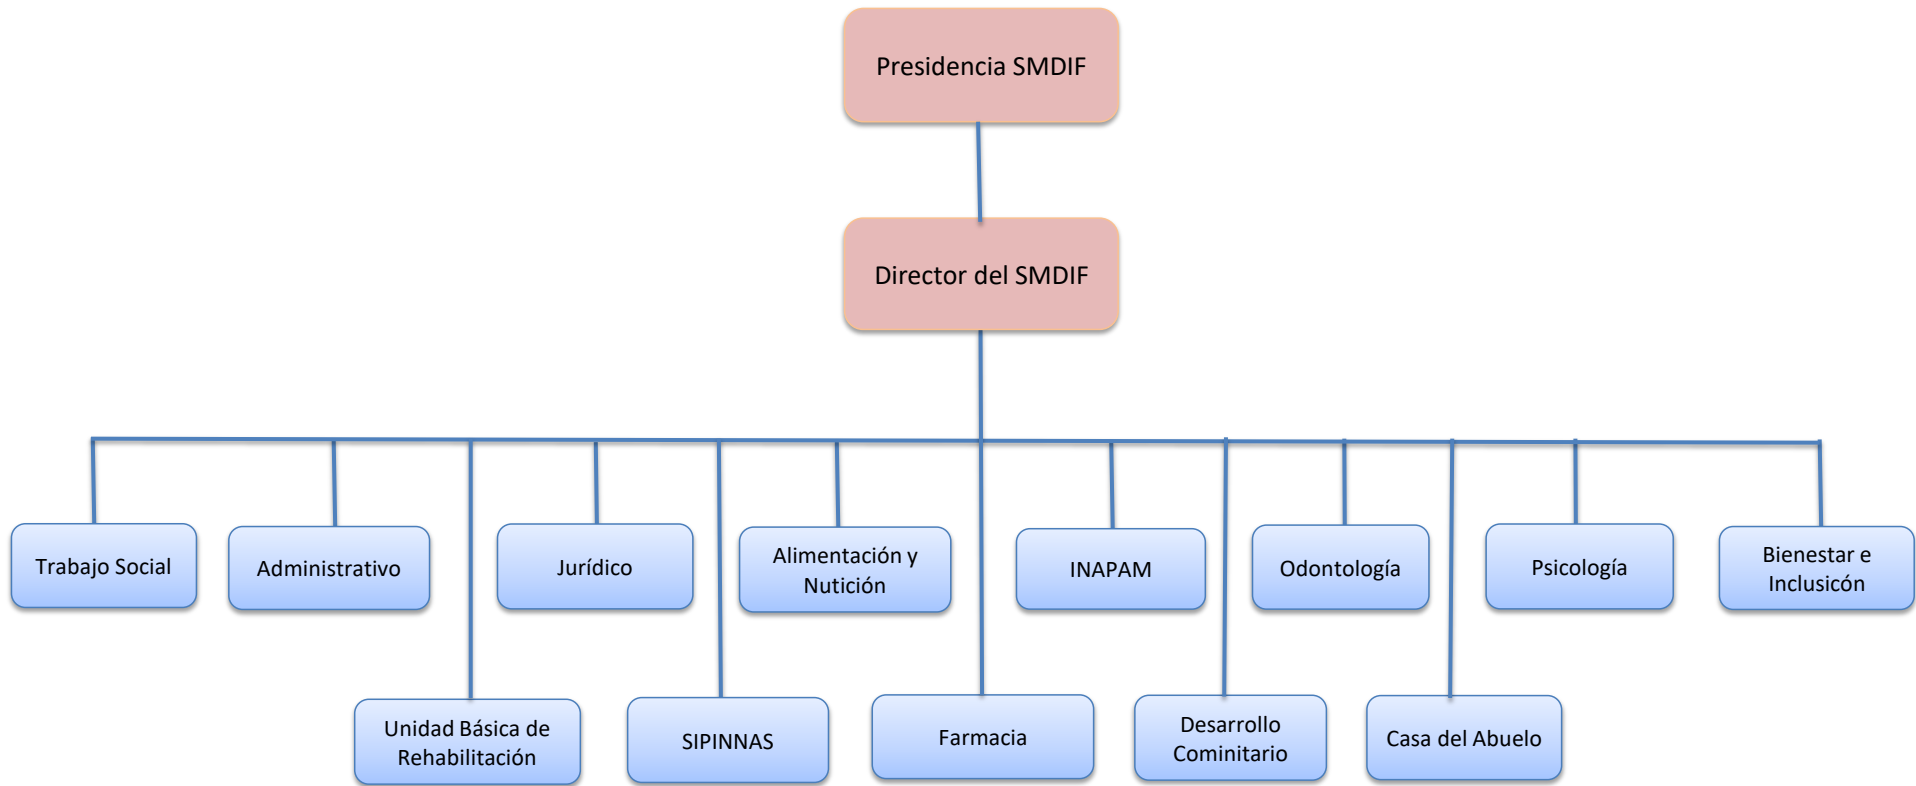 Presidencia SMDIF
Director del SMDIF
Trabajo Social
Administrativo
Jurídico
Alimentación y
Nutición
INAPAM
Odontología
Psicología
Bienestar e
Inclusicón
Unidad Básica de
Rehabilitación
SIPINNAS
Farmacia
Desarrollo
Cominitario
Casa del Abuelo